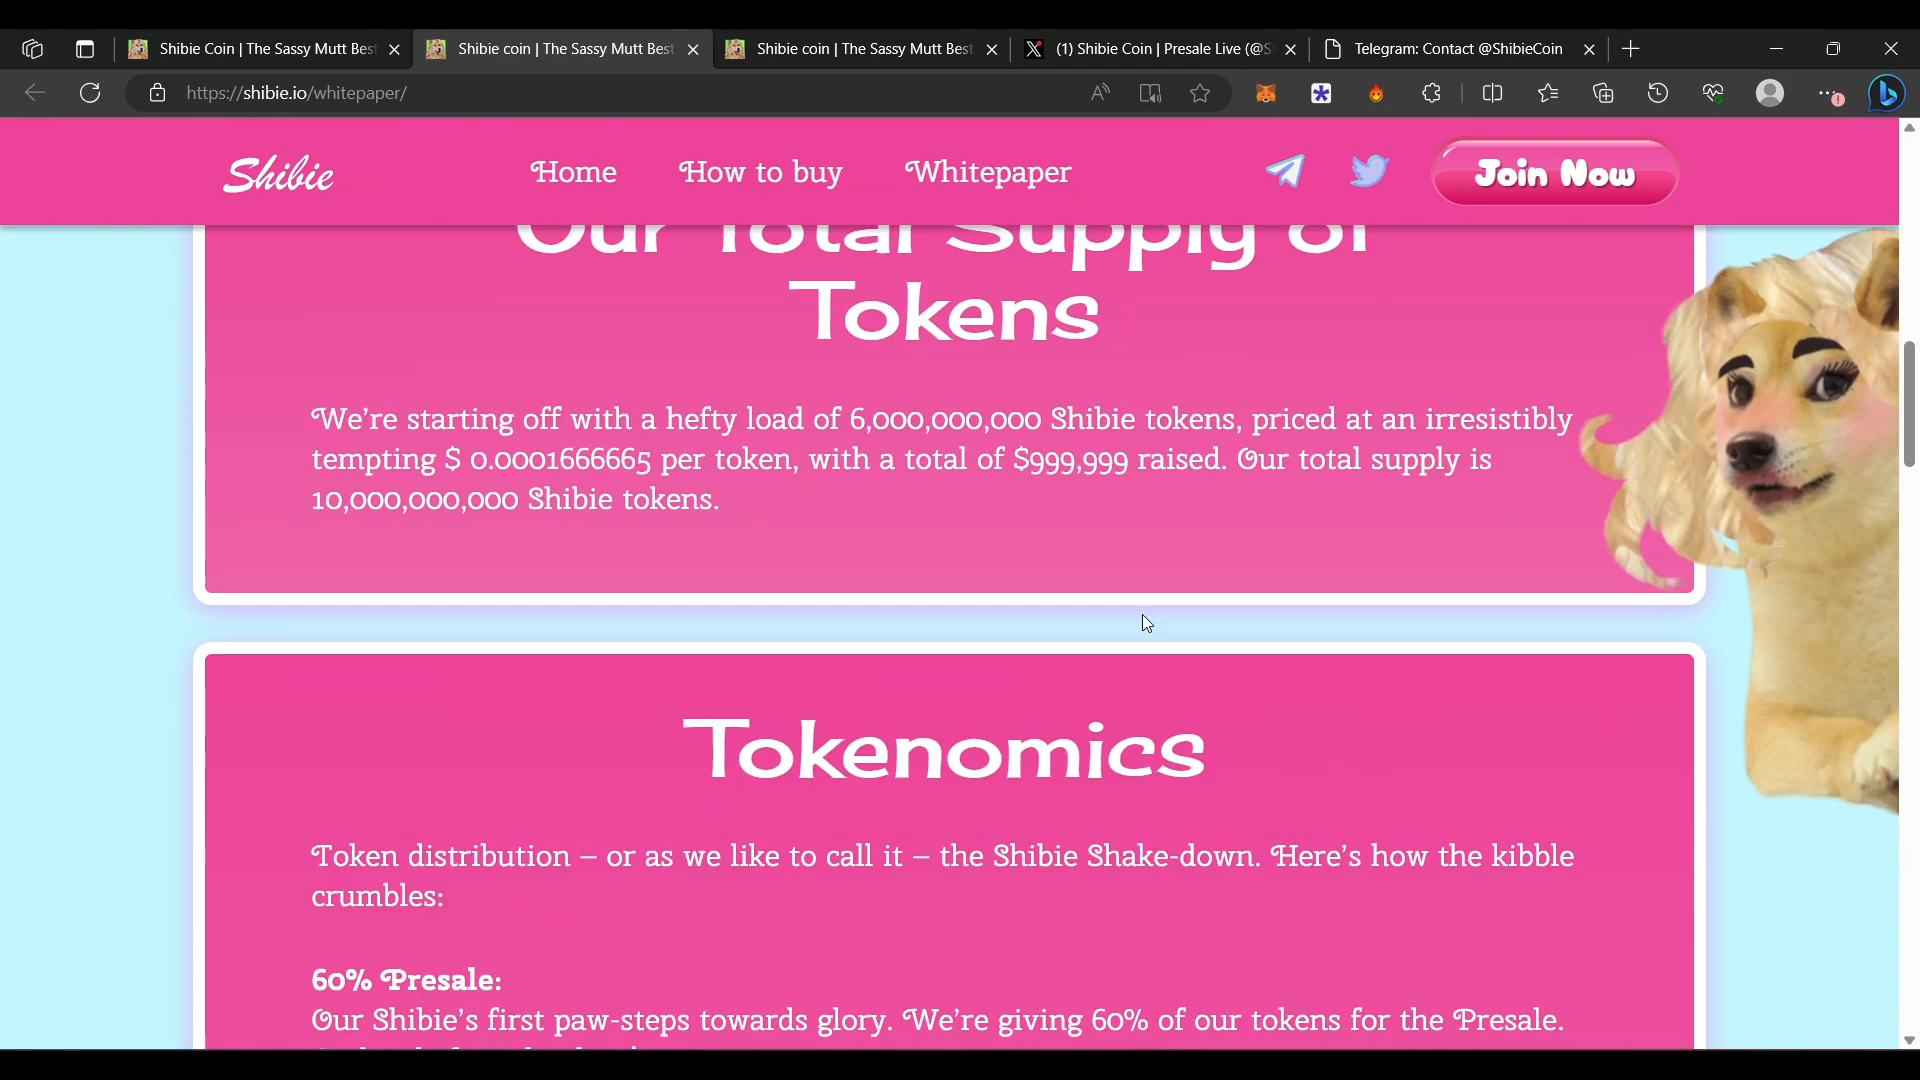 Shibie Coin | The Sassy Mutt Best
Shibie coin | The Sassy Mutt Best
Shibie coin | The Sassy Mutt Best
(1) Shibie Coin | Presale Live (@S
Telegram: Contact @ShibieCoin
https://shibie.io/whitepaper/
Shibie
Home
How to buy
Whitepaper
Join Now
Our Total Supply of
Tokens
We're starting off with a hefty load of 6,000,000,000 Shibie tokens, priced at an irresistibly
tempting $ 0.0001666665 per token, with a total of $999,999 raised. Our total supply is
10,000,000,000 Shibie tokens.
Tokenomics
Token distribution – or as we like to call it – the Shibie Shake-down. Here's how the kibble
crumbles:
60% Presale:
Our Shibie's first paw-steps towards glory. We're giving 60% of our tokens for the Presale.